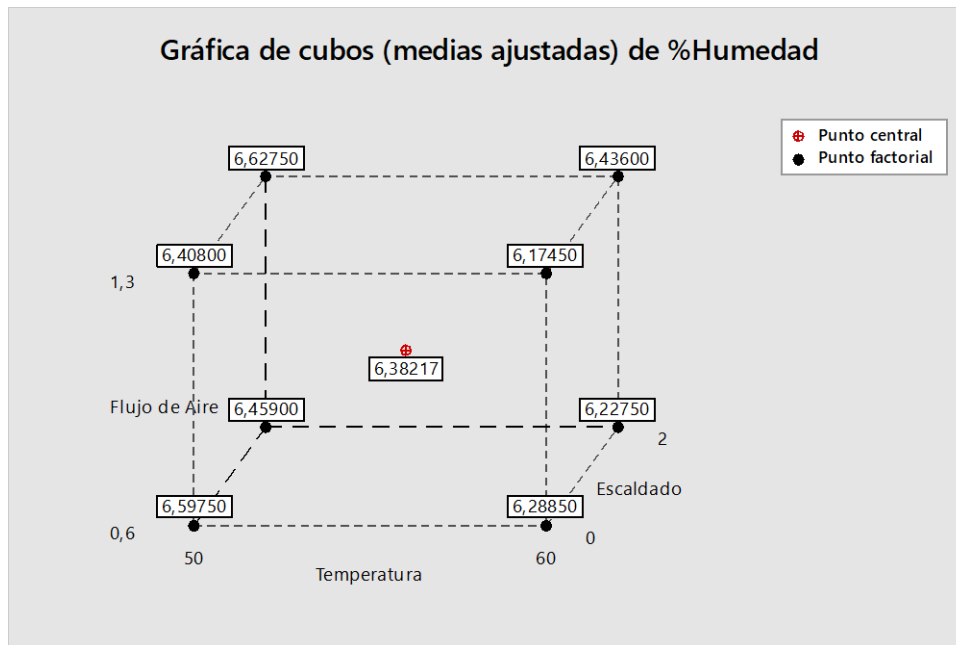 Gráfica de cubos (medias ajustadas) de %Humedad
Punto central
Punto factorial
6,62750
6,43600
6,40800
6,17450
1,3
6,38217
Flujo de Aire
6,45900
6,22750
2
Escaldado
6,59750
6,28850
0,6
0
50
60
Temperatura